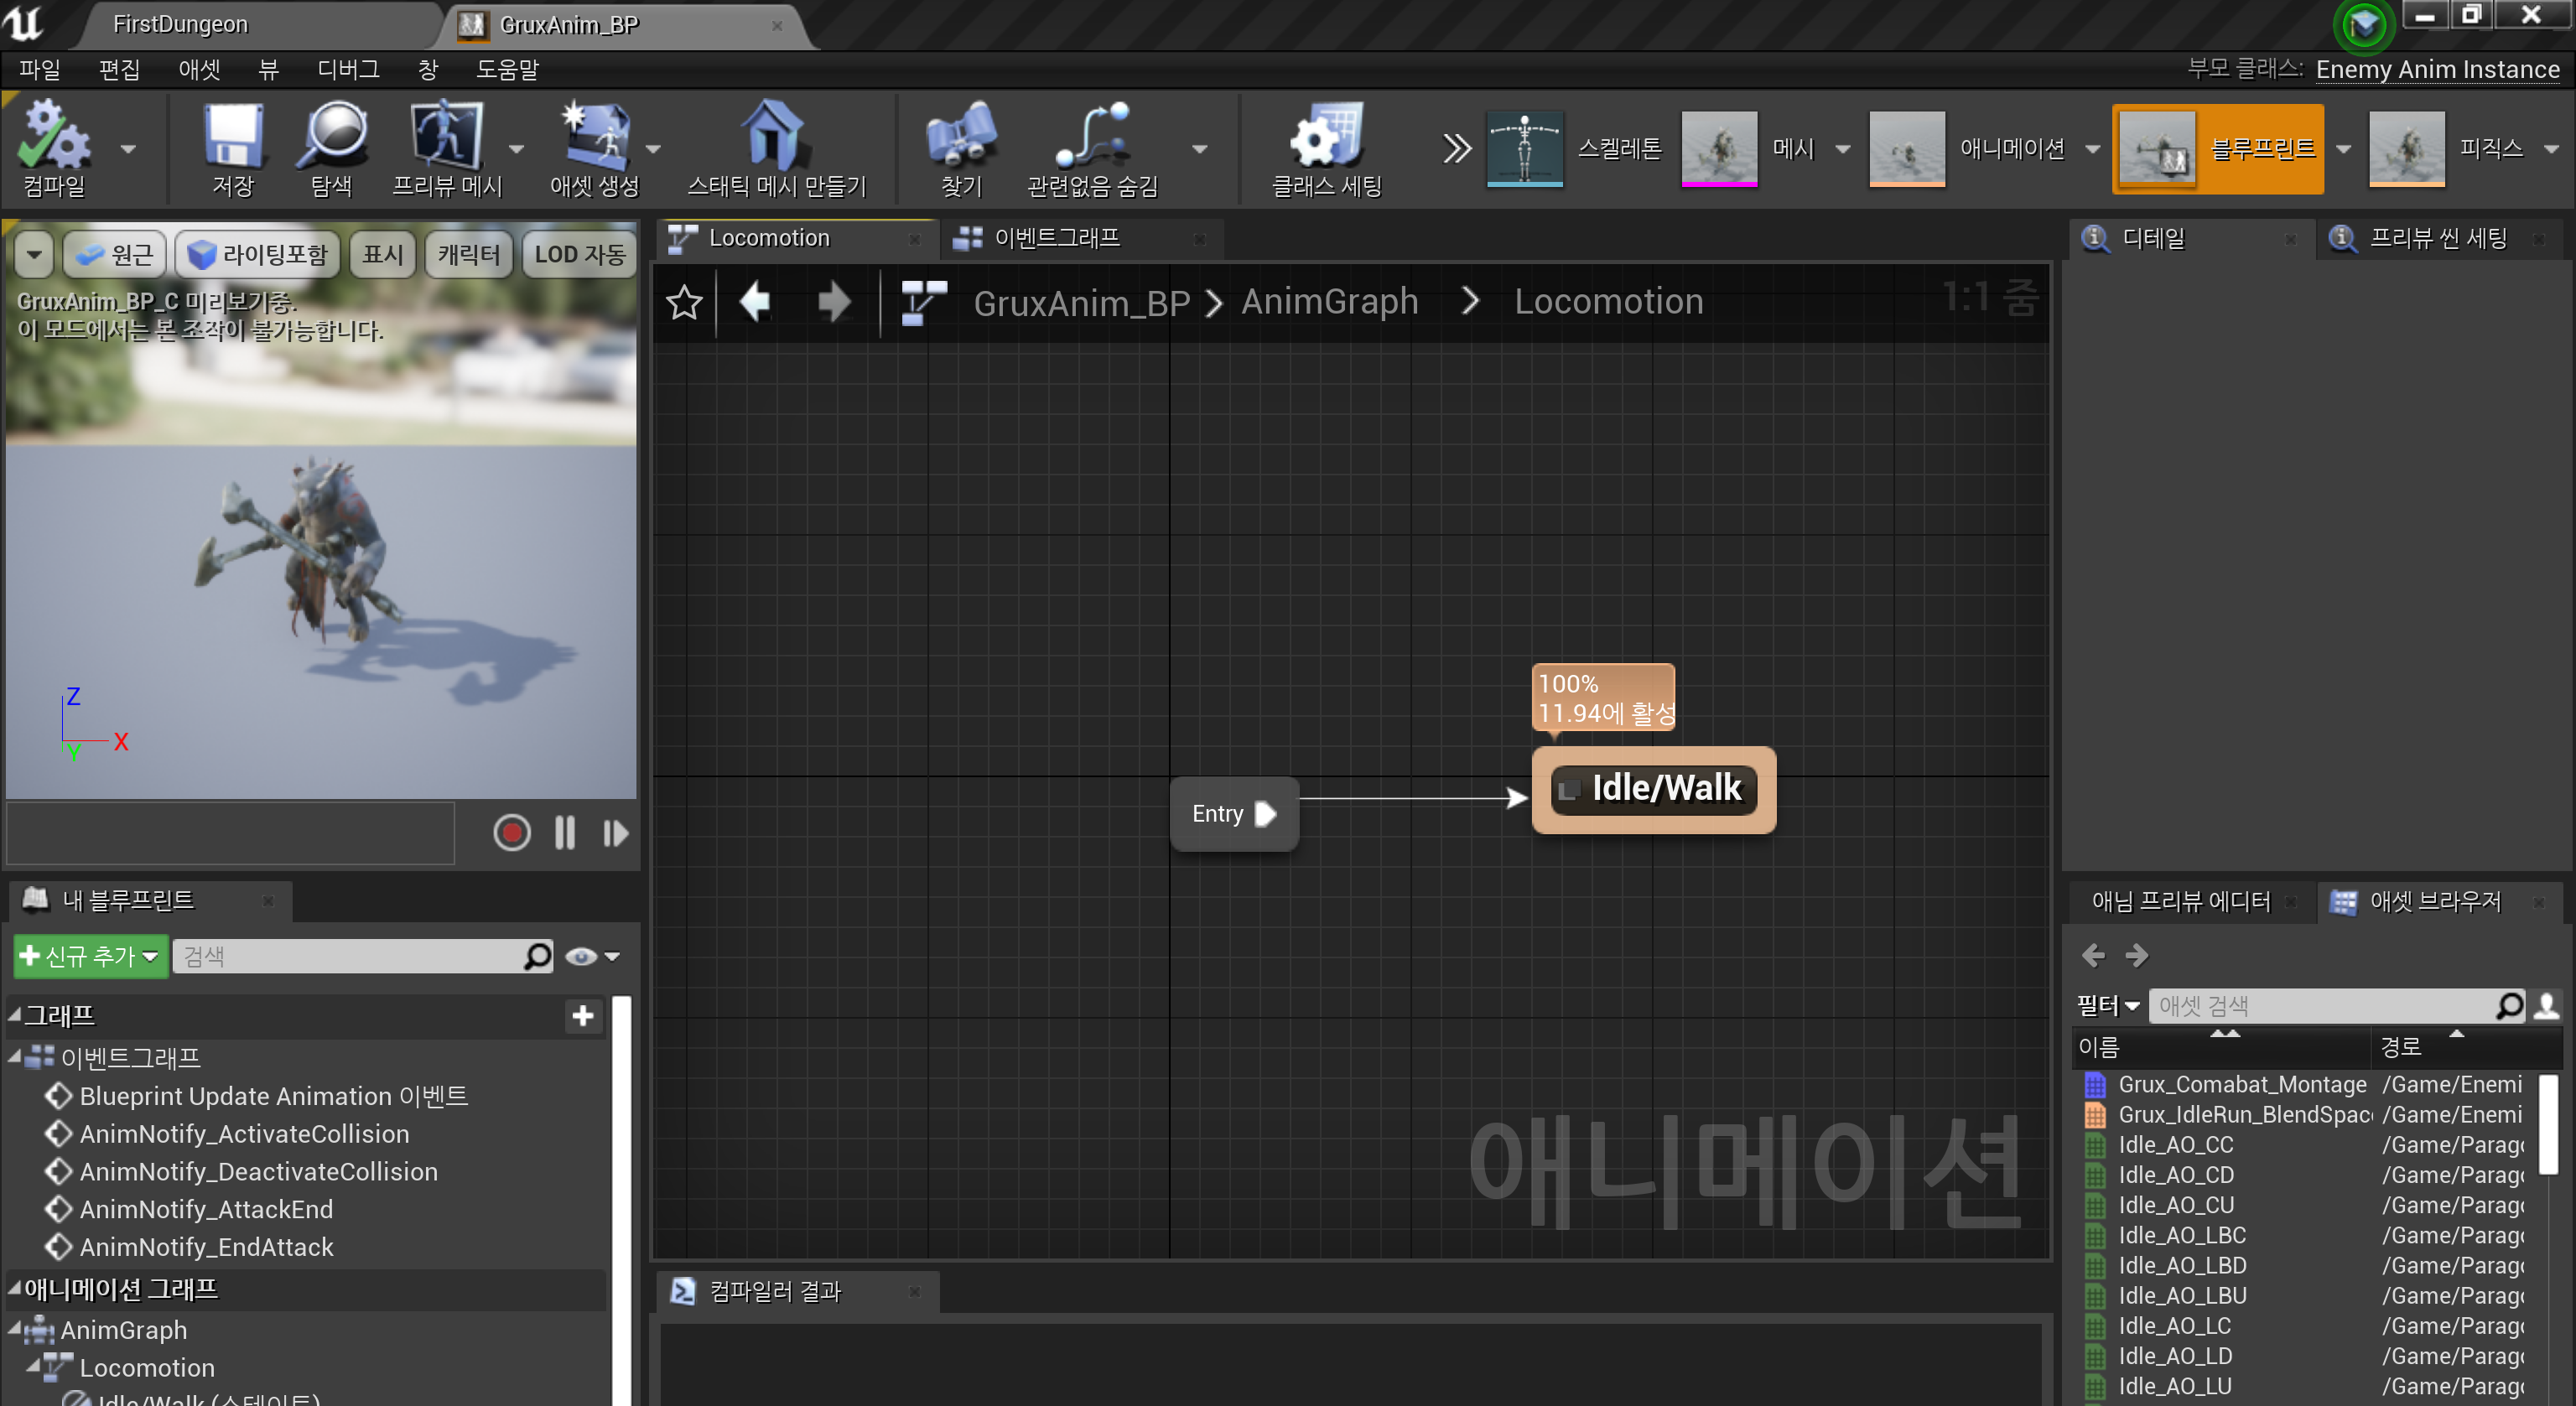 FirstDungeon
GruxAnim_BP
파일 편집 애셋 뷰 디버그 창 도움말
부모 클래스: Enemy Anim Instance
컴파일
저장
탐색
프리뷰 메시
애셋 생성
스태틱 메시 만들기
찾기
관련없음 숨김
클래스 세팅
스켈레톤
메시
애니메이션
블루프린트
피직스
원근
라이팅포함
표시
캐릭터
LOD 자동
GruxAnim_BP_C 미리보기중.
이 모드에서는 본 조작이 불가능합니다.
Z
X
Y
Locomotion
이벤트그래프
GruxAnim_BP > AnimGraph > Locomotion
1:1 줌
100%
11.94에 활성
Entry
Idle/Walk
애니메이션
컴파일러 결과
내 블루프린트
신규 추가
검색
그래프
이벤트그래프
Blueprint Update Animation 이벤트
AnimNotify_ActivateCollision
AnimNotify_DeactivateCollision
AnimNotify_AttackEnd
AnimNotify_EndAttack
애니메이션 그래프
AnimGraph
Locomotion
Idle/Walk (스테이트)
디테일
프리뷰 씬 세팅
애님 프리뷰 에디터
애셋 브라우저
필터
애셋 검색
이름 경로
Grux_Comabat_Montage /Game/Enemi
Grux_IdleRun_BlendSpac /Game/Enemi
Idle_AO_CC /Game/Parag
Idle_AO_CD /Game/Parag
Idle_AO_CU /Game/Parag
Idle_AO_LBC /Game/Parag
Idle_AO_LBD /Game/Parag
Idle_AO_LBU /Game/Parag
Idle_AO_LC /Game/Parag
Idle_AO_LD /Game/Parag
Idle_AO_LU /Game/Parag